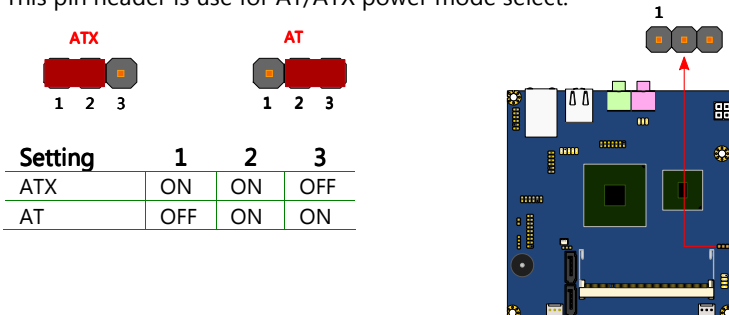 This pin header is use for AT/ATX power mode select.
1
ATX
AT
1 2 3
1 2 3
Setting 1 2 3
ATX ON ON OFF
AT OFF ON ON